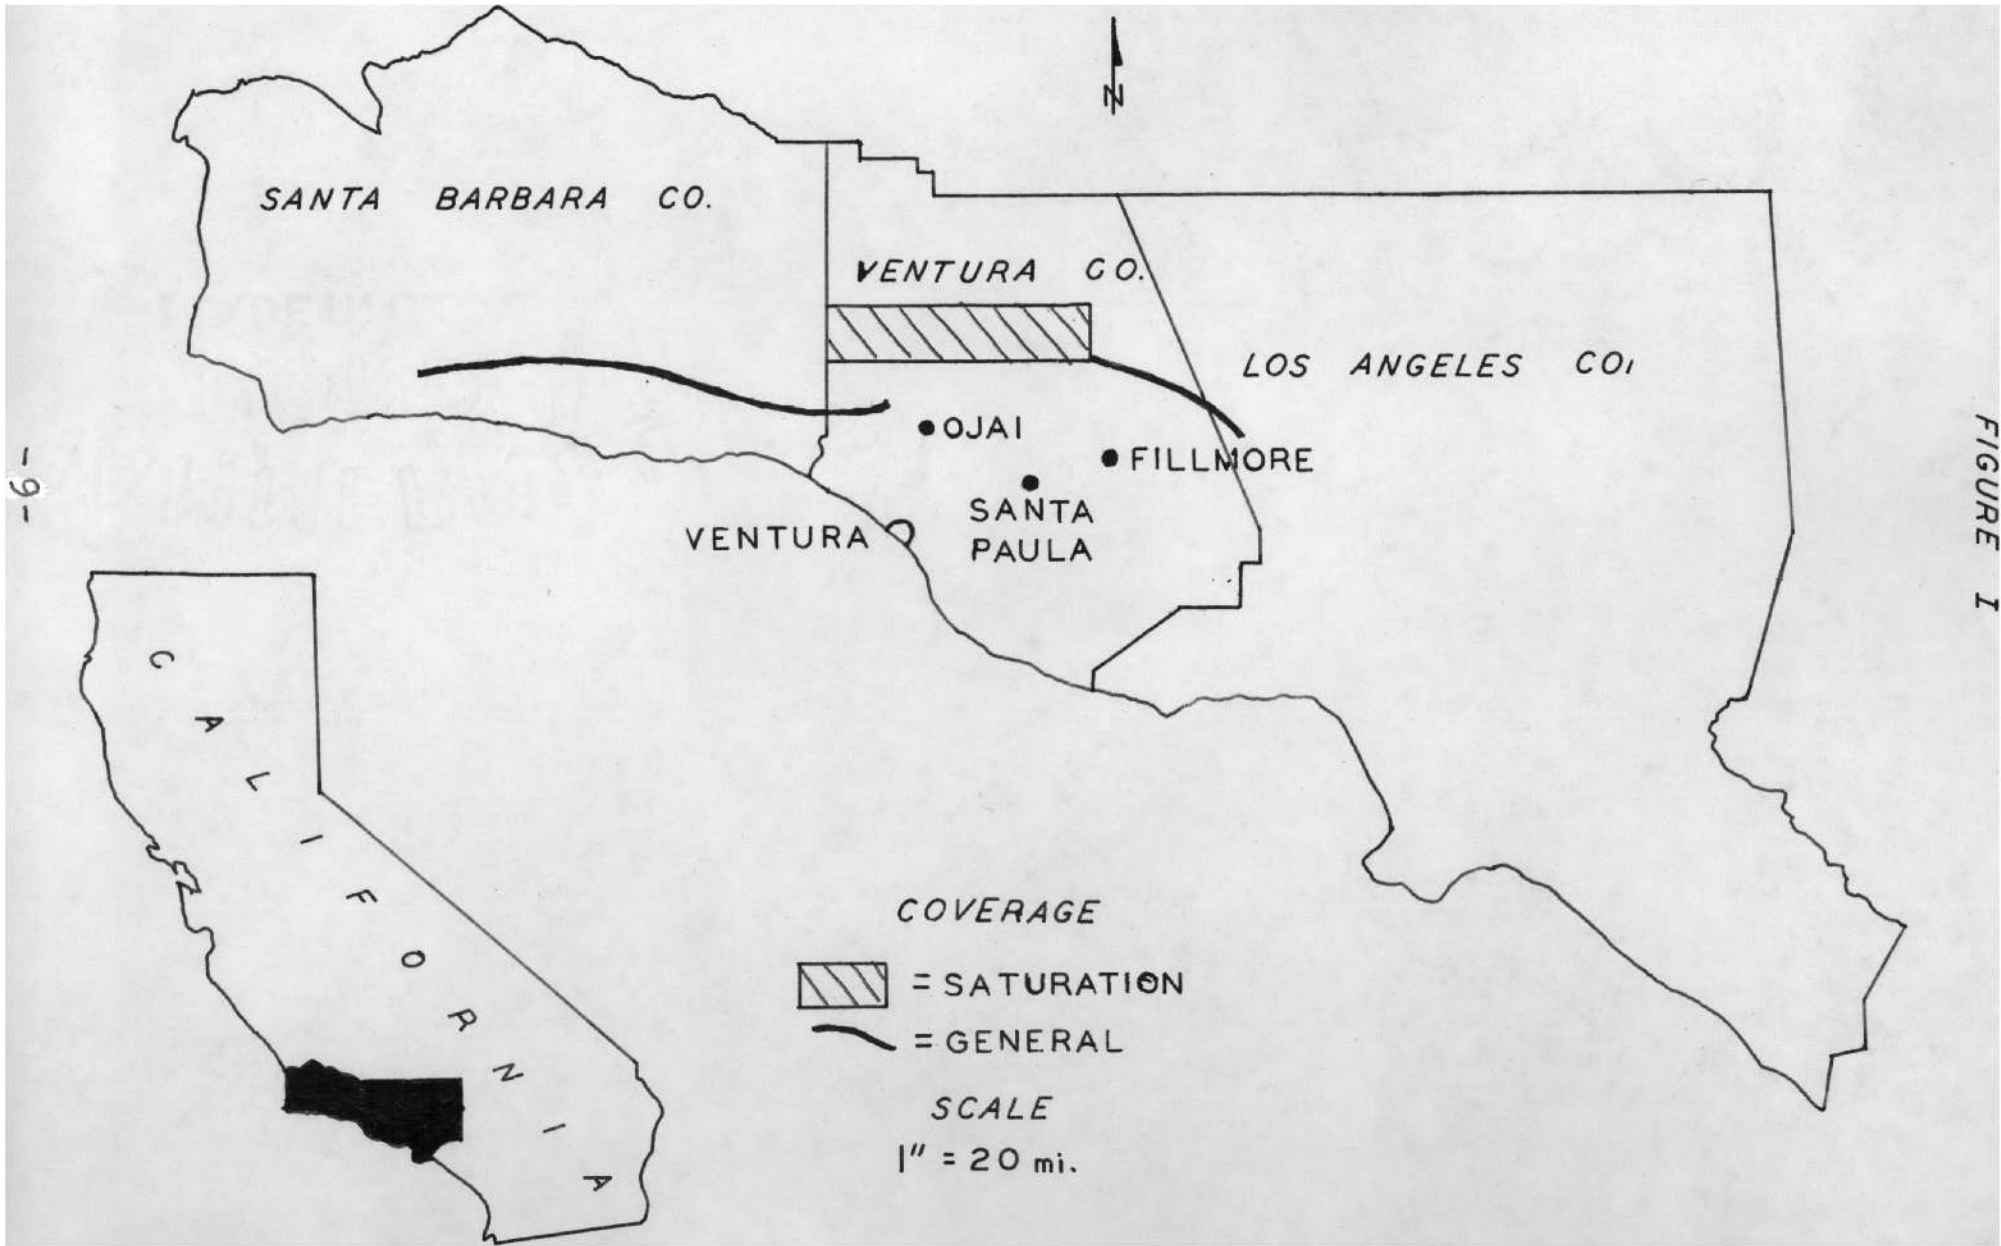 N
SANTA BARBARA CO.
VENTURA CO.
LOS ANGELES CO.
OJAI
FILLMORE
SANTA
PAULA
VENTURA
CALIFORNIA
COVERAGE
= SATURATION
= GENERAL
SCALE
1" = 20 mi.
FIGURE I
-9-